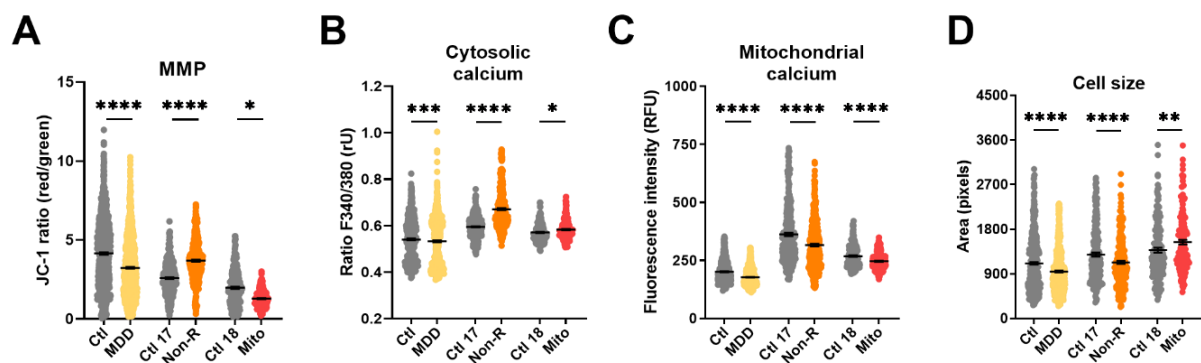 A
MMP
JC-1 ratio (red/green)
15
10
5
0
****
****
*
Ctl
MDD
Ctl 17
Non-R
Ctl 18
Mito
B
Cytosolic
calcium
Ratio F340/380 (rU)
1.2
1.0
0.8
0.6
0.4
0.2
***
****
*
Ctl
MDD
Ctl 17
Non-R
Ctl 18
Mito
C
Mitochondrial
calcium
Fluorescence intensity (RFU)
1000
750
500
250
0
****
****
****
Ctl
MDD
Ctl 17
Non-R
Ctl 18
Mito
D
Cell size
Area (pixels)
4500
3600
2700
1800
900
0
****
****
**
Ctl
MDD
Ctl 17
Non-R
Ctl 18
Mito